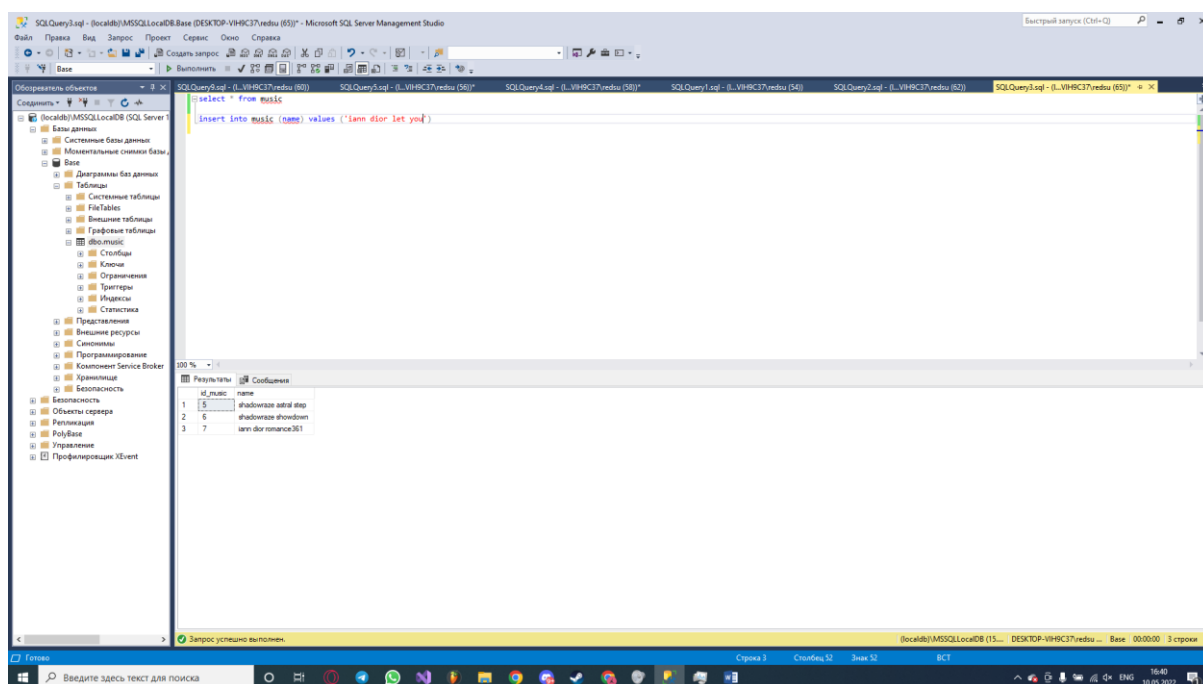 SQLQuery3.sql - (localdb)\MSSQLLocalDB.Base (DESKTOP-VIH9C37\redsu (65))* - Microsoft SQL Server Management Studio
Быстрый запуск (Ctrl+Q)
Файл Правка Вид Запрос Проект Сервис Окно Справка
Создать запрос
Base
Выполнить
Обозреватель объектов
SQLQuery9.sql - (l...VIH9C37\redsu (60))
SQLQuery5.sql - (l...VIH9C37\redsu (56))*
SQLQuery4.sql - (l...VIH9C37\redsu (58))*
SQLQuery1.sql - (l...VIH9C37\redsu (54))
SQLQuery2.sql - (l...VIH9C37\redsu (62))
SQLQuery3.sql - (l...VIH9C37\redsu (65))*
Соединить
(localdb)\MSSQLLocalDB (SQL Server 1
Базы данных
Системные базы данных
Моментальные снимки базы
Base
Диаграммы баз данных
Таблицы
Системные таблицы
FileTables
Внешние таблицы
Графовые таблицы
dbo.music
Столбцы
Ключи
Ограничения
Триггеры
Индексы
Статистика
Представления
Внешние ресурсы
Синонимы
Программирование
Компонент Service Broker
Хранилище
Безопасность
Безопасность
Объекты сервера
Репликация
PolyBase
Управление
Профилировщик XEvent
select * from music
insert into music (name) values ('iann dior let you')
100 %
Результаты Сообщения
id_music name
1 5 shadowraze astral step
2 6 shadowraze showdown
3 7 iann dior romance361
Запрос успешно выполнен.
(localdb)\MSSQLLocalDB (15.... DESKTOP-VIH9C37\redsu ... Base 00:00:00 3 строки
Готово
Строка 3 Столбец 52 Знак 52 ВСТ
Введите здесь текст для поиска
ENG
16:40
10.05.2022